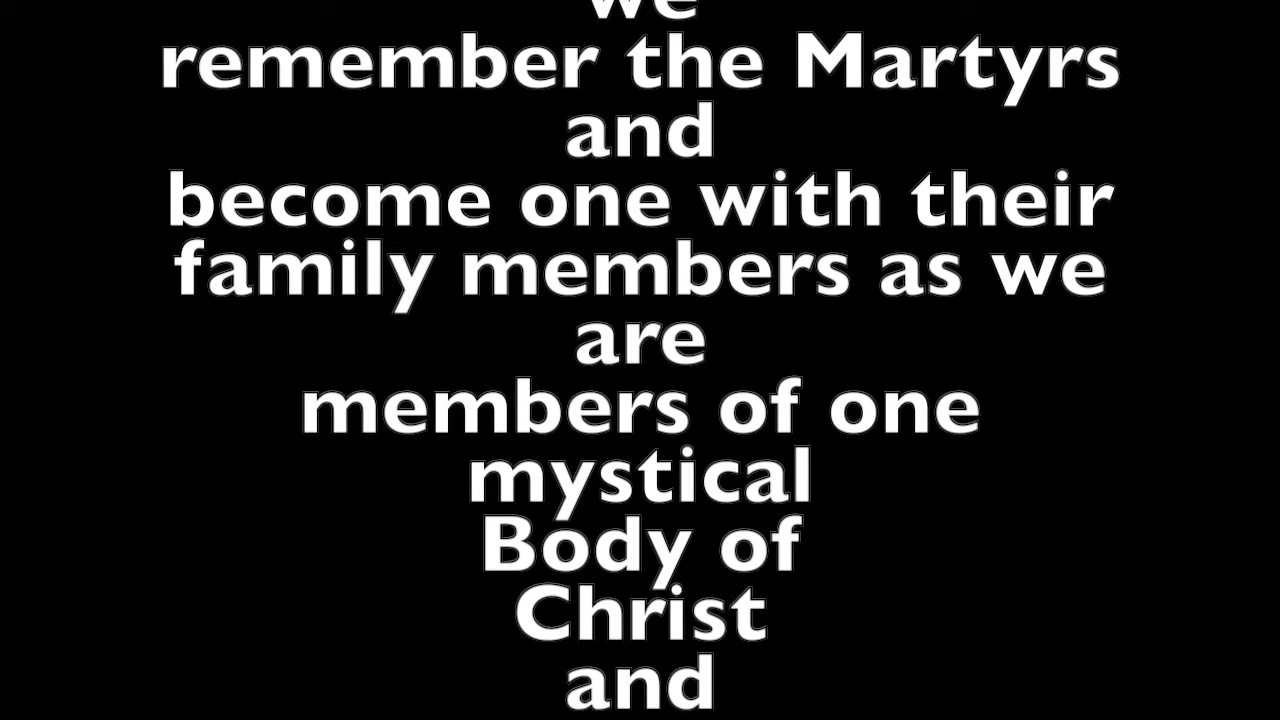 we
remember the Martyrs
and
become one with their
family members as we
are
members of one
mystical
Body of
Christ
and